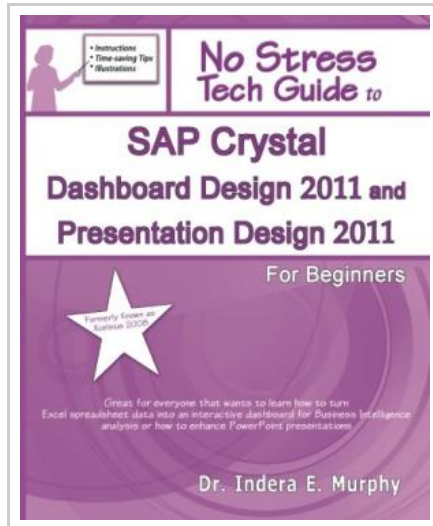 • Instructions
• Time-saving Tips
• Illustrations
No Stress
Tech Guide to
SAP Crystal
Dashboard Design 2011 and
Presentation Design 2011
For Beginners
Formerly Known as
Xcelsius 2008
Great for everyone that wants to learn how to turn
Excel spreadsheet data into an interactive dashboard for Business Intelligence
analysis or how to enhance PowerPoint presentations
Dr. Indera E. Murphy